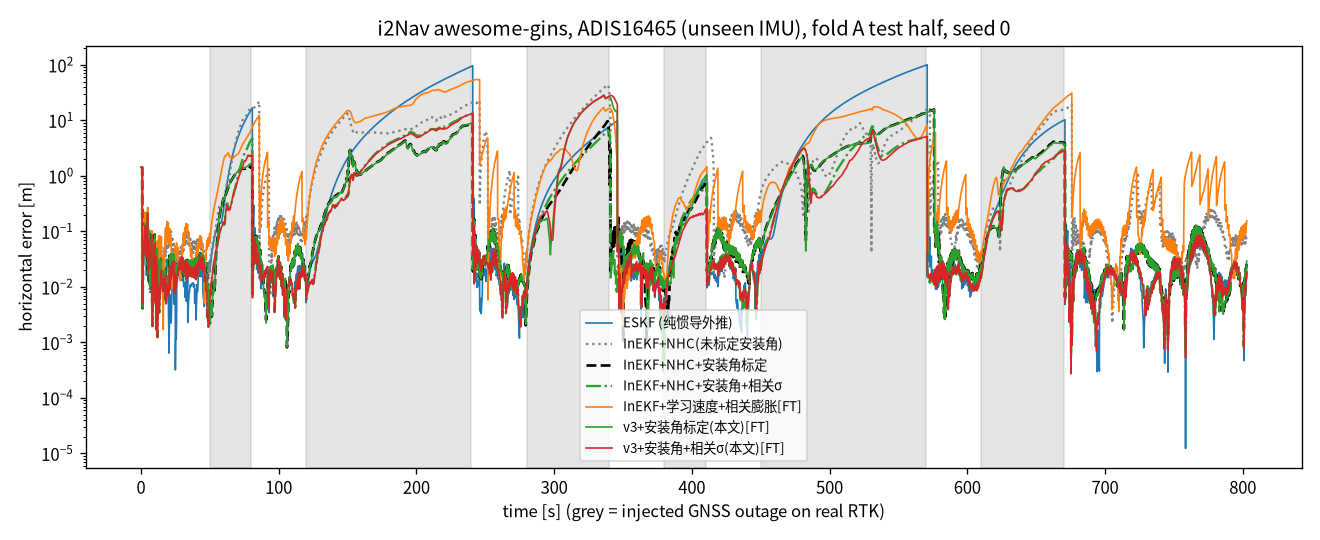 i2Nav awesome-gins, ADIS16465 (unseen IMU), fold A test half, seed 0
horizontal error [m]
10²
10¹
10⁰
10⁻¹
10⁻²
10⁻³
10⁻⁴
10⁻⁵
ESKF (纯惯导外推)
InEKF+NHC(未标定安装角)
InEKF+NHC+安装角标定
InEKF+NHC+安装角+相关σ
InEKF+学习速度+相关膨胀[FT]
v3+安装角标定(本文)[FT]
v3+安装角+相关σ(本文)[FT]
0 100 200 300 400 500 600 700 800
time [s] (grey = injected GNSS outage on real RTK)